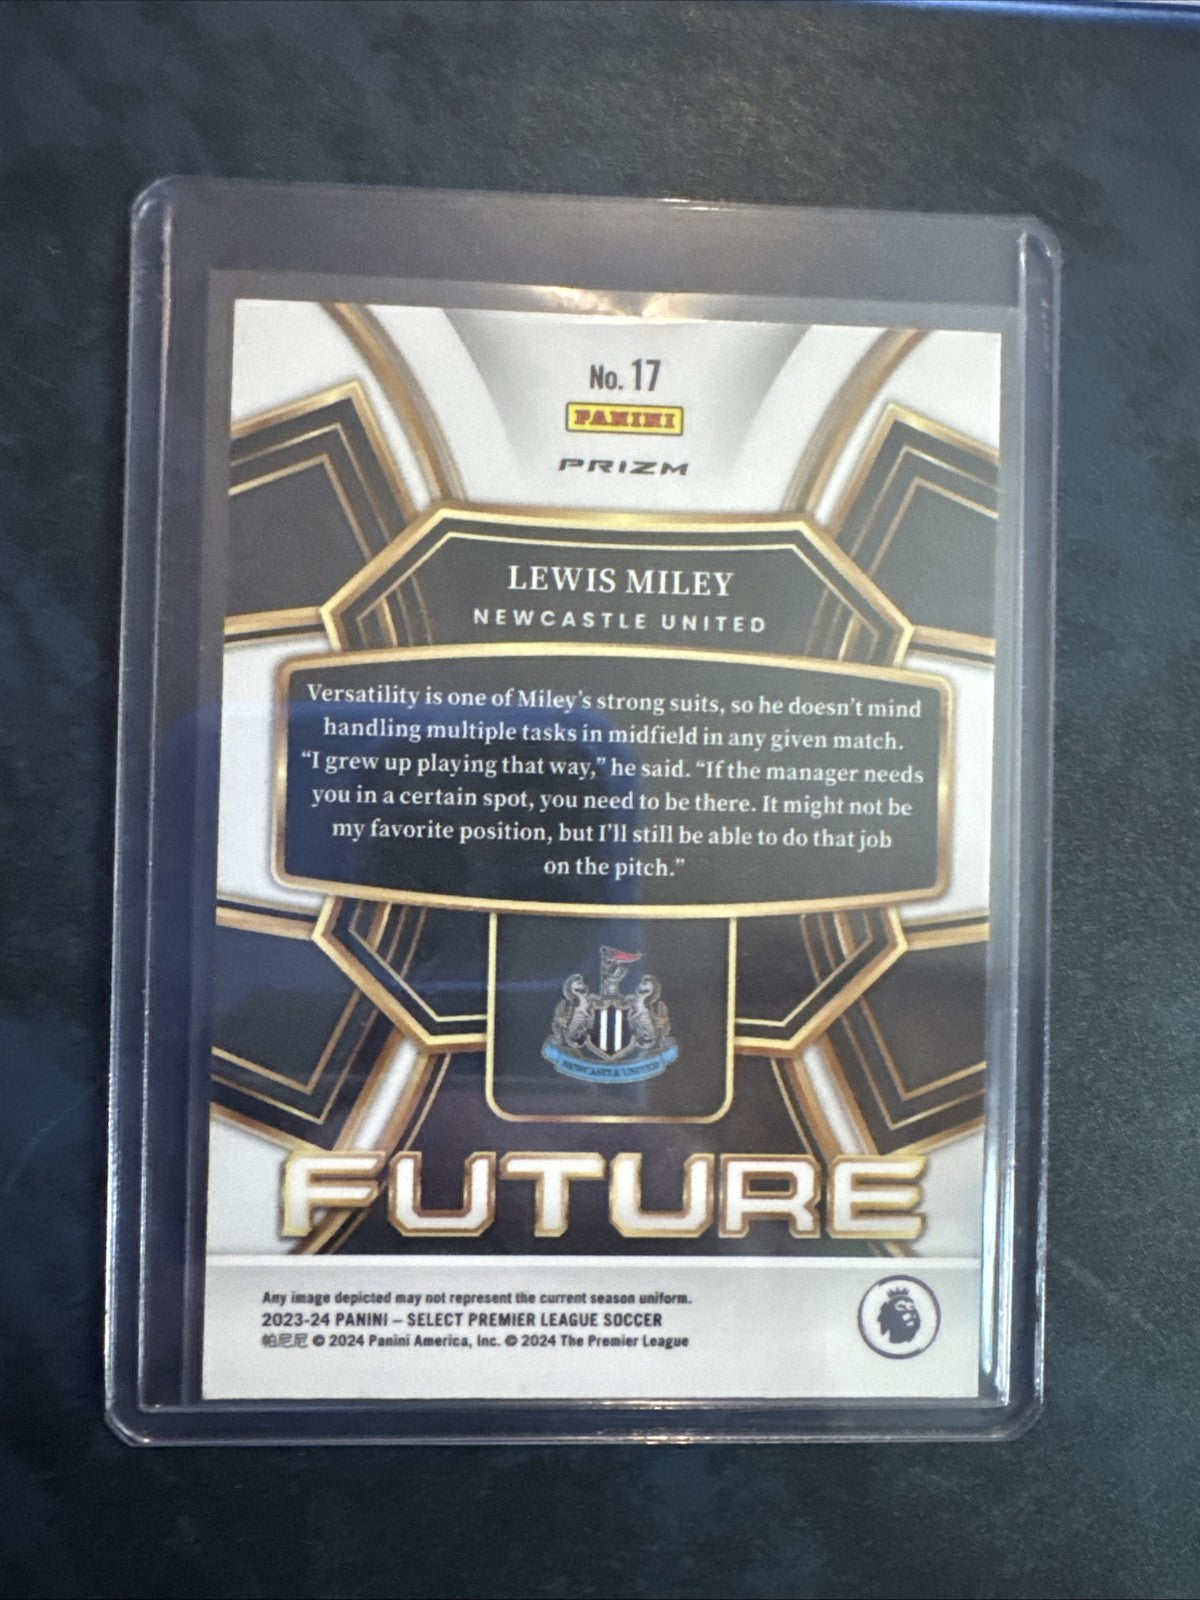 No. 17
PANINI
PRIZM
LEWIS MILEY
NEWCASTLE UNITED
Versatility is one of Miley's strong suits, so he doesn't mind
handling multiple tasks in midfield in any given match.
“I grew up playing that way,” he said. “If the manager needs
you in a certain spot, you need to be there. It might not be
my favorite position, but I'll still be able to do that job
on the pitch.”
NEWCASTLE UNITED
FUTURE
Any image depicted may not represent the current season uniform.
2023-24 PANINI – SELECT PREMIER LEAGUE SOCCER
帕尼尼 © 2024 Panini America, Inc. © 2024 The Premier League